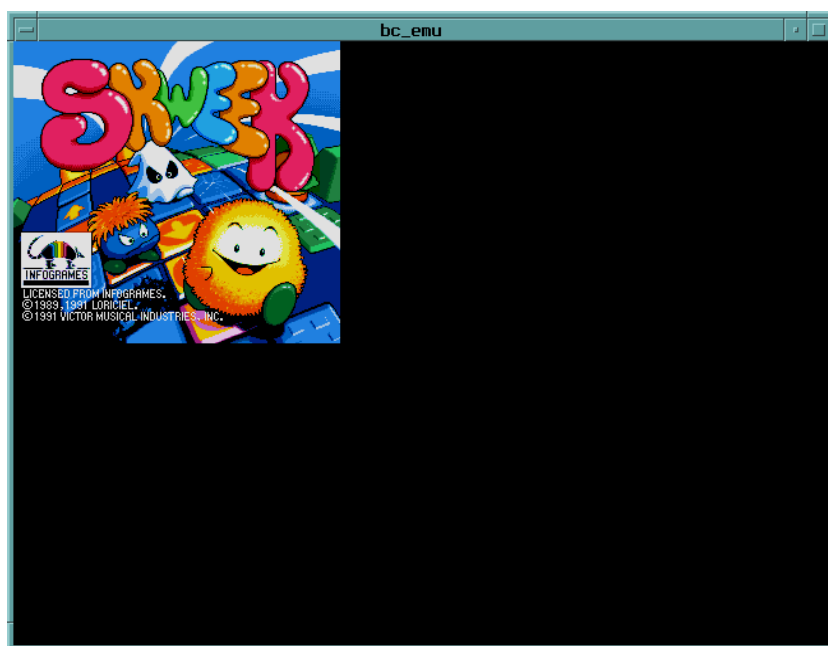 bc_emu
SKWEEK
INFOGRAMES
LICENSED FROM INFOGRAMES.
©1989,1991 LORICIEL.
©1991 VICTOR MUSICAL INDUSTRIES, INC.